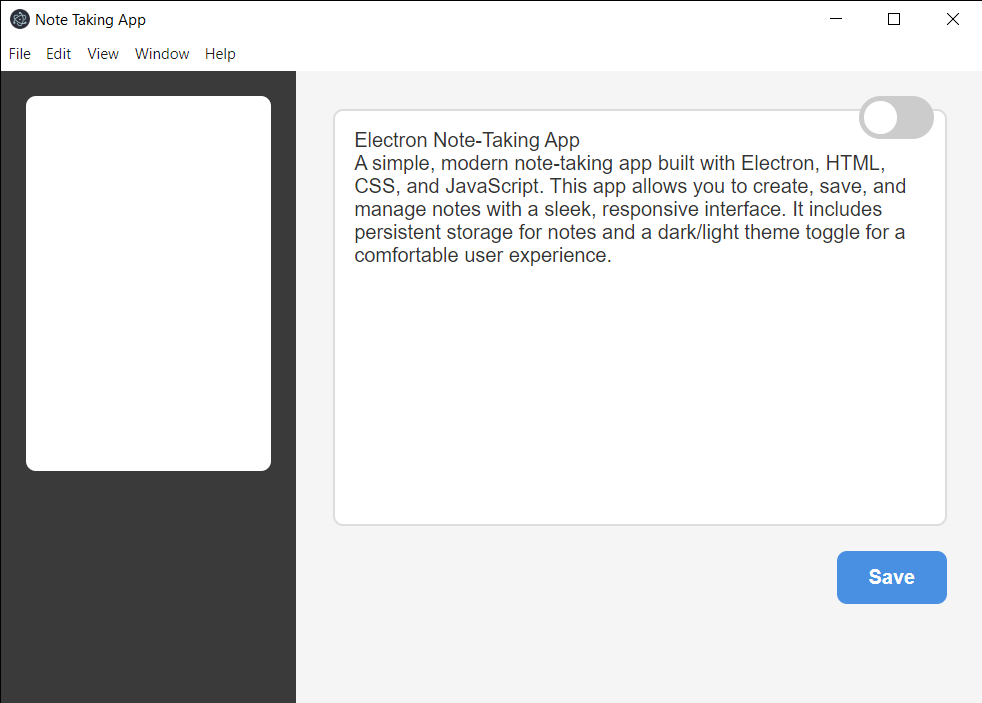 Note Taking App
File Edit View Window Help
Electron Note-Taking App
A simple, modern note-taking app built with Electron, HTML,
CSS, and JavaScript. This app allows you to create, save, and
manage notes with a sleek, responsive interface. It includes
persistent storage for notes and a dark/light theme toggle for a
comfortable user experience.
Save